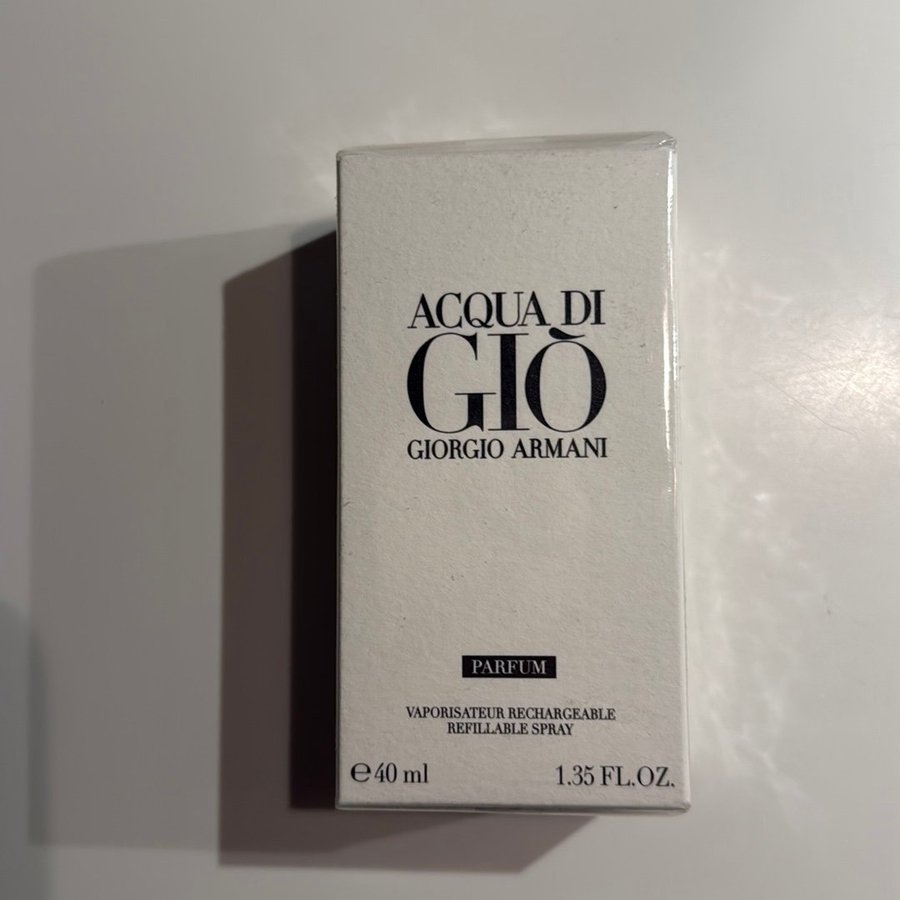 ACQUA DI
GIÒ
GIORGIO ARMANI
PARFUM
VAPORISATEUR RECHARGEABLE
REFILLABLE SPRAY
℮ 40 ml 1.35 FL.OZ.